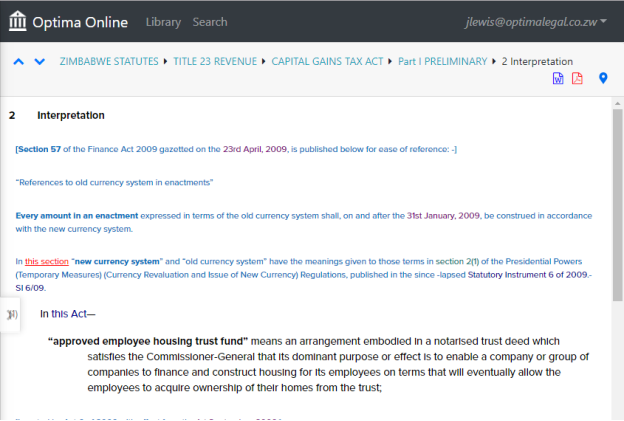 Optima Online Library Search jlewis@optimalegal.co.zw
ZIMBABWE STATUTES TITLE 23 REVENUE CAPITAL GAINS TAX ACT Part I PRELIMINARY 2 Interpretation
2 Interpretation
[Section 57 of the Finance Act 2009 gazetted on the 23rd April, 2009, is published below for ease of reference: -]
“References to old currency system in enactments”
Every amount in an enactment expressed in terms of the old currency system shall, on and after the 31st January, 2009, be construed in accordance
with the new currency system.
In this section “new currency system” and “old currency system” have the meanings given to those terms in section 2(1) of the Presidential Powers
(Temporary Measures) (Currency Revaluation and Issue of New Currency) Regulations, published in the since -lapsed Statutory Instrument 6 of 2009.-
SI 6/09.
In this Act—
“approved employee housing trust fund” means an arrangement embodied in a notarised trust deed which
satisfies the Commissioner-General that its dominant purpose or effect is to enable a company or group of
companies to finance and construct housing for its employees on terms that will eventually allow the
employees to acquire ownership of their homes from the trust;